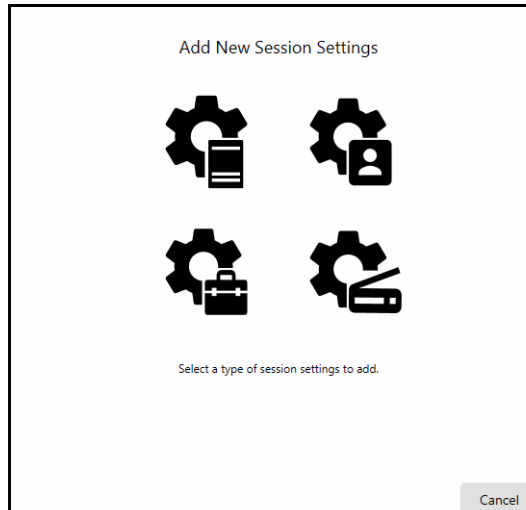 Add New Session Settings
Select a type of session settings to add.
Cancel